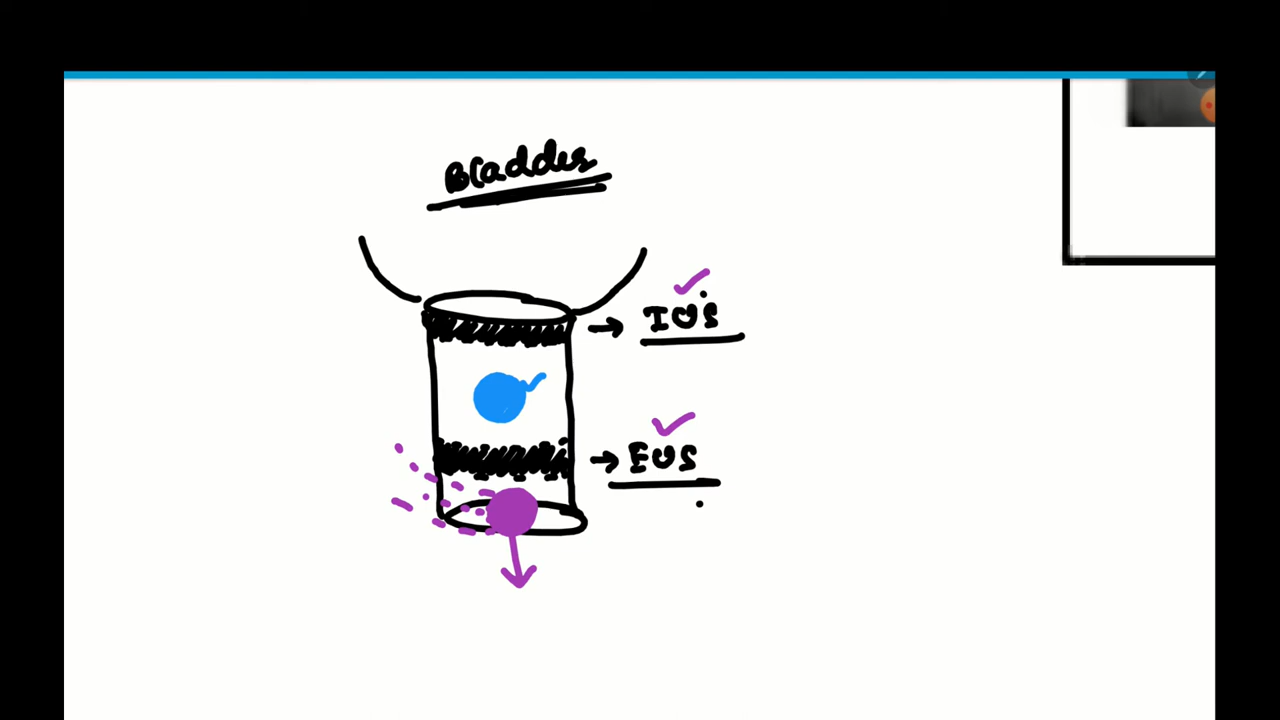 Bladder
→ IUS
→ EUS